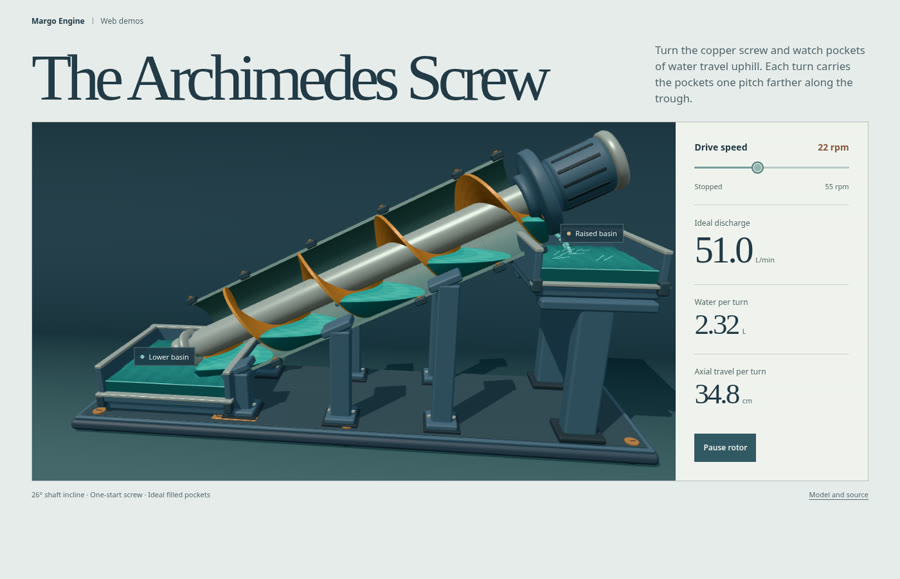 Margo Engine | Web demos
The Archimedes Screw
Turn the copper screw and watch pockets
of water travel uphill. Each turn carries
the pockets one pitch farther along the
trough.
Drive speed 22 rpm
Stopped 55 rpm
Raised basin
Ideal discharge
51.0 L/min
Water per turn
2.32 L
Lower basin
Axial travel per turn
34.8 cm
Pause rotor
26° shaft incline · One-start screw · Ideal filled pockets
Model and source